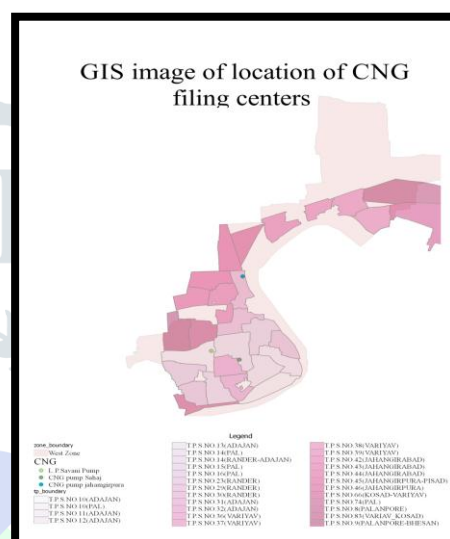 GIS image of location of CNG
filing centers
Legend
zone_boundary
West Zone
CNG
L.P.Savani Pump
CNG pump Sahaj
CNG pump jahangirpura
tp_boundary
T.P.S.NO.10(ADAJAN)
T.P.S.NO.10(PAL)
T.P.S.NO.11(ADAJAN)
T.P.S.NO.12(ADAJAN)
T.P.S.NO.13(ADAJAN)
T.P.S.NO.14(PAL)
T.P.S.NO.14(RANDER-ADAJAN)
T.P.S.NO.15(PAL)
T.P.S.NO.16(PAL)
T.P.S.NO.23(RANDER)
T.P.S.NO.29(RANDER)
T.P.S.NO.30(RANDER)
T.P.S.NO.31(ADAJAN)
T.P.S.NO.32(ADAJAN)
T.P.S.NO.36(VARIYAV)
T.P.S.NO.37(VARIYAV)
T.P.S.NO.38(VARIYAV)
T.P.S.NO.39(VARIYAV)
T.P.S.NO.42(JAHANGIRABAD)
T.P.S.NO.43(JAHANGIRABAD)
T.P.S.NO.44(JAHANGIRABAD)
T.P.S.NO.45(JAHANGIRPURA-PISAD)
T.P.S.NO.46(JAHANGIRPURA)
T.P.S.NO.66(KOSAD-VARIYAV)
T.P.S.NO.74(PAL)
T.P.S.NO.8(PALANPORE)
T.P.S.NO.83(VARIAV_KOSAD)
T.P.S.NO.9(PALANPORE-BHESAN)